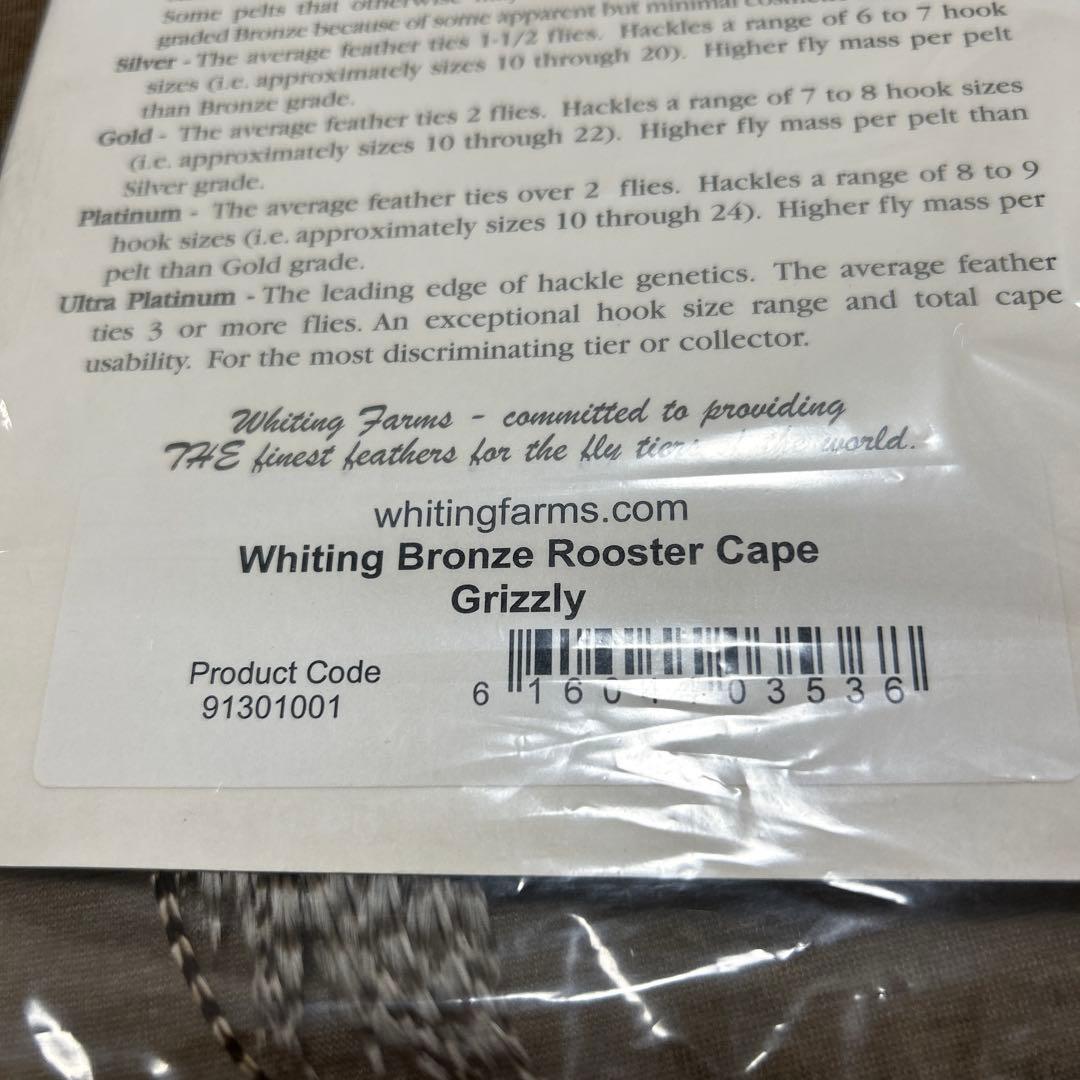 Some pelts that otherwise
graded Bronze because of some apparent but minimal
Silver - The average feather ties 1-1/2 flies. Hackles a range of 6 to 7 hook
sizes (i.e. approximately sizes 10 through 20). Higher fly mass per pelt
than Bronze grade.
Gold - The average feather ties 2 flies. Hackles a range of 7 to 8 hook sizes
(i.e. approximately sizes 10 through 22). Higher fly mass per pelt than
Silver grade.
Platinum - The average feather ties over 2 flies. Hackles a range of 8 to 9
hook sizes (i.e. approximately sizes 10 through 24). Higher fly mass per
pelt than Gold grade.
Ultra Platinum - The leading edge of hackle genetics. The average feather
ties 3 or more flies. An exceptional hook size range and total cape
usability. For the most discriminating tier or collector.
Whiting Farms - committed to providing
THE finest feathers for the fly world.
whitingfarms.com
Whiting Bronze Rooster Cape
Grizzly
Product Code
91301001
6 160 03536